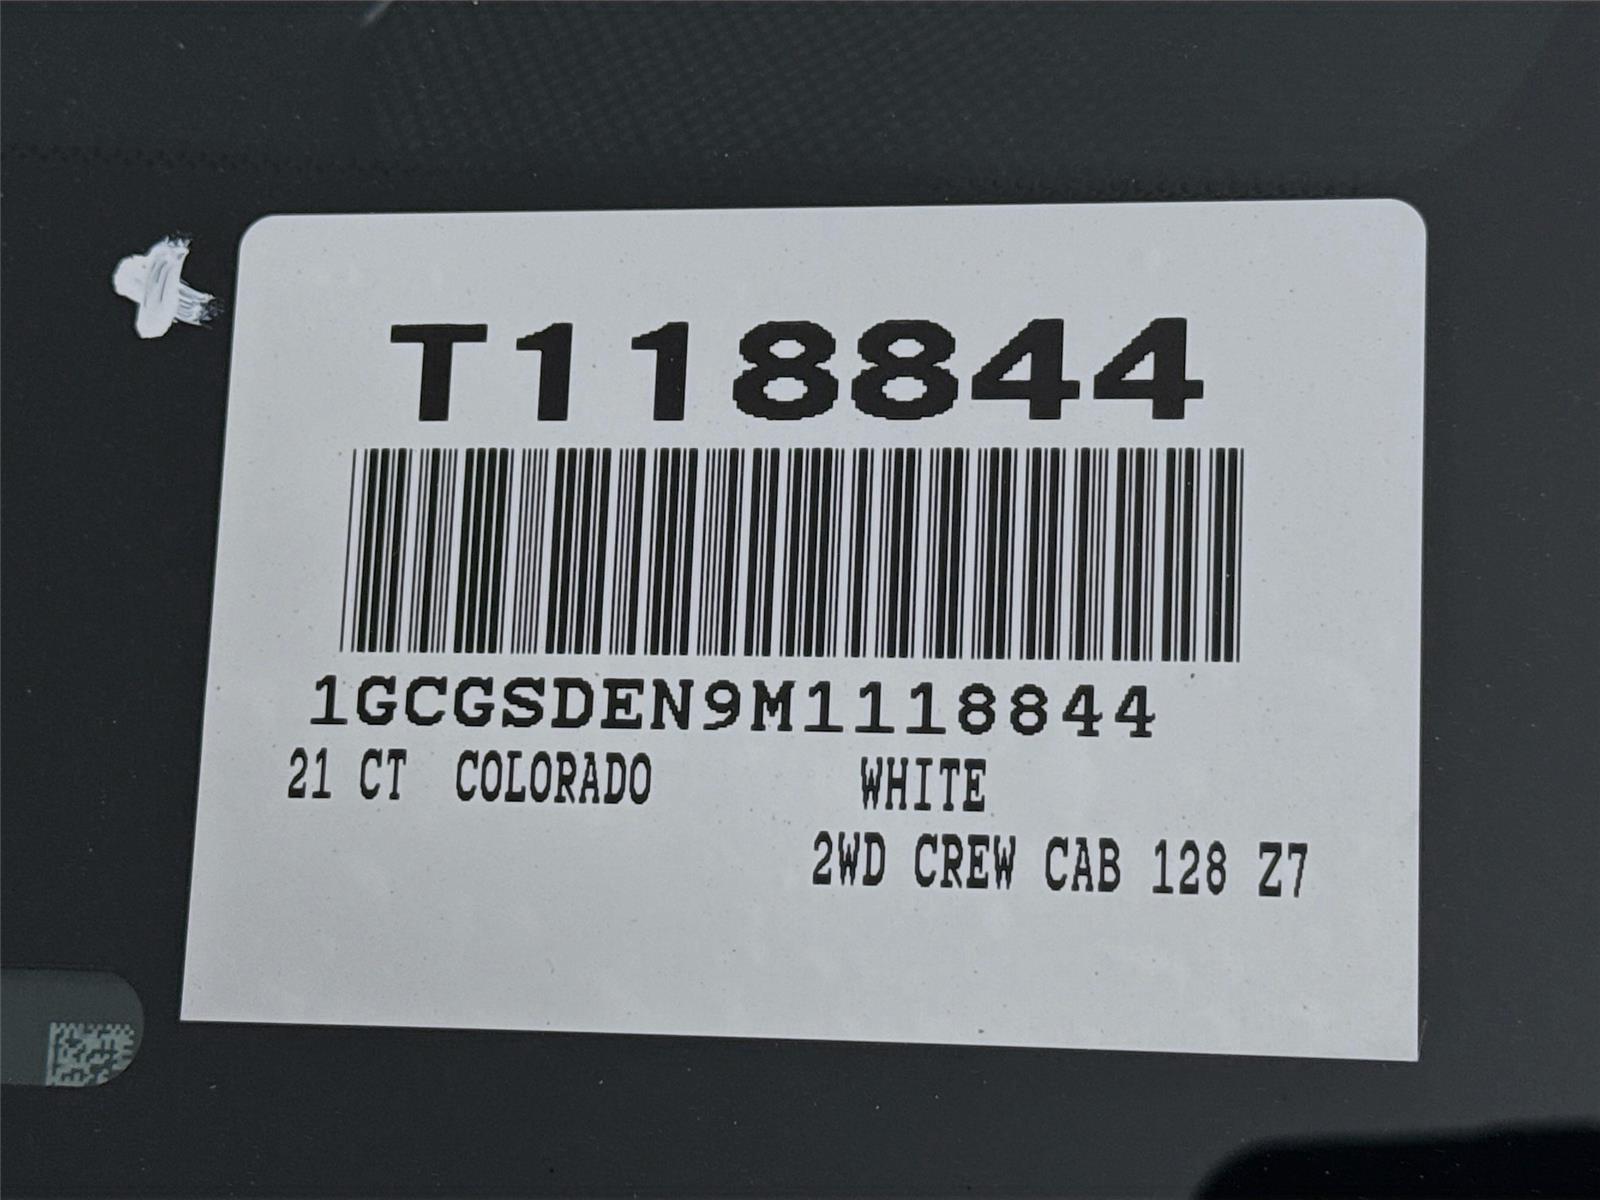 T118844
1GCGSDEN9M1118844
21 CT COLORADO WHITE
2WD CREW CAB 128 Z7